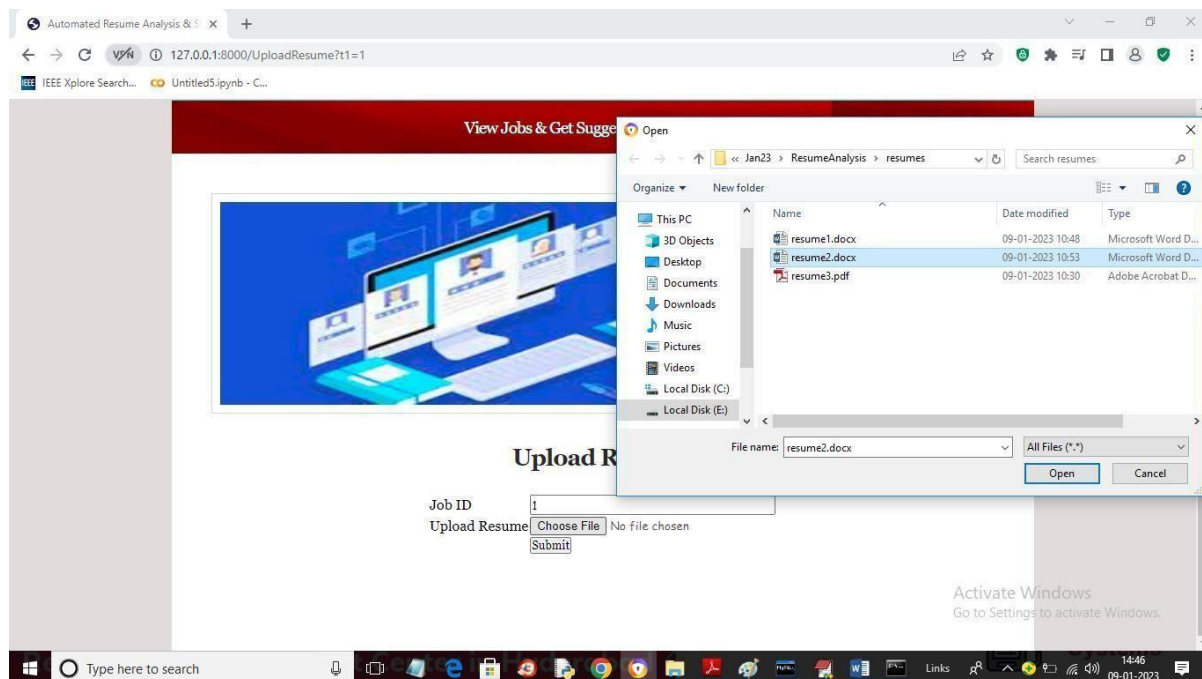 Automated Resume Analysis & S
127.0.0.1:8000/UploadResume?t1=1
VPN
IEEE IEEE Xplore Search... CO Untitled5.ipynb - C...
View Jobs & Get Sugge
Open
« Jan23 > ResumeAnalysis > resumes
Search resumes
Organize
New folder
This PC
3D Objects
Desktop
Documents
Downloads
Music
Pictures
Videos
Local Disk (C:)
Local Disk (E:)
Name Date modified Type
resume1.docx 09-01-2023 10:48 Microsoft Word D...
resume2.docx 09-01-2023 10:53 Microsoft Word D...
resume3.pdf 09-01-2023 10:30 Adobe Acrobat D...
File name: resume2.docx All Files (*.*)
Open Cancel
Upload R
Job ID 1
Upload Resume Choose File No file chosen
Submit
Activate Windows
Go to Settings to activate Windows.
Type here to search
Links
14:46
09-01-2023